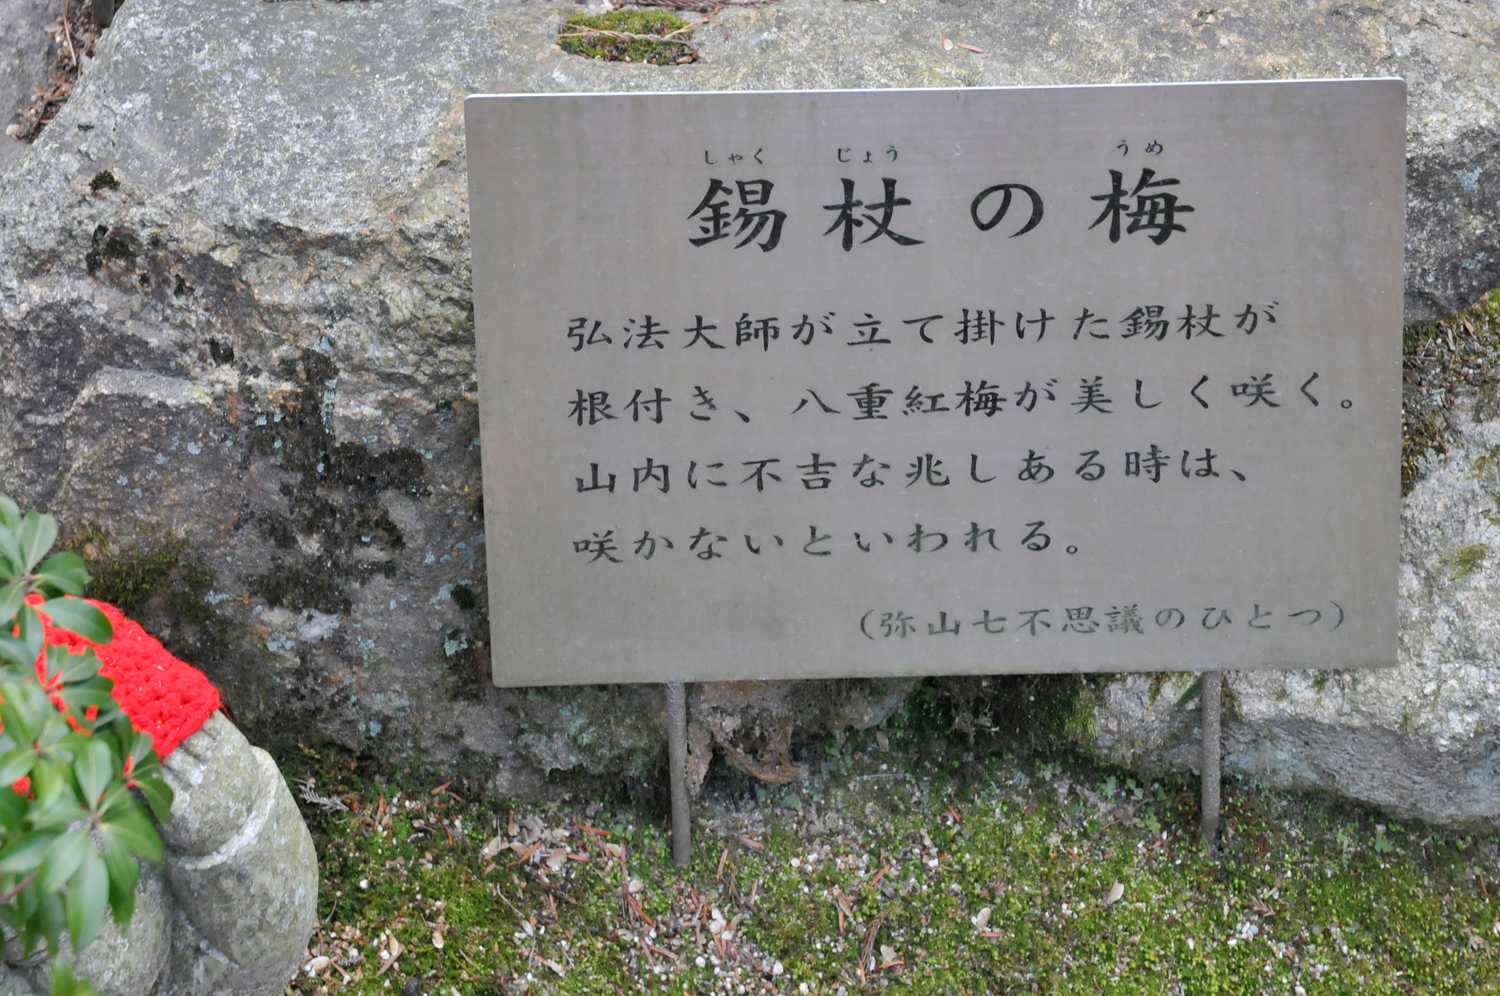 しゃくじょう うめ
錫杖の梅
弘法大師が立て掛けた錫杖が
根付き、八重紅梅が美しく咲く。
山内に不吉な兆しある時は、
咲かないといわれる。
(弥山七不思議のひとつ)